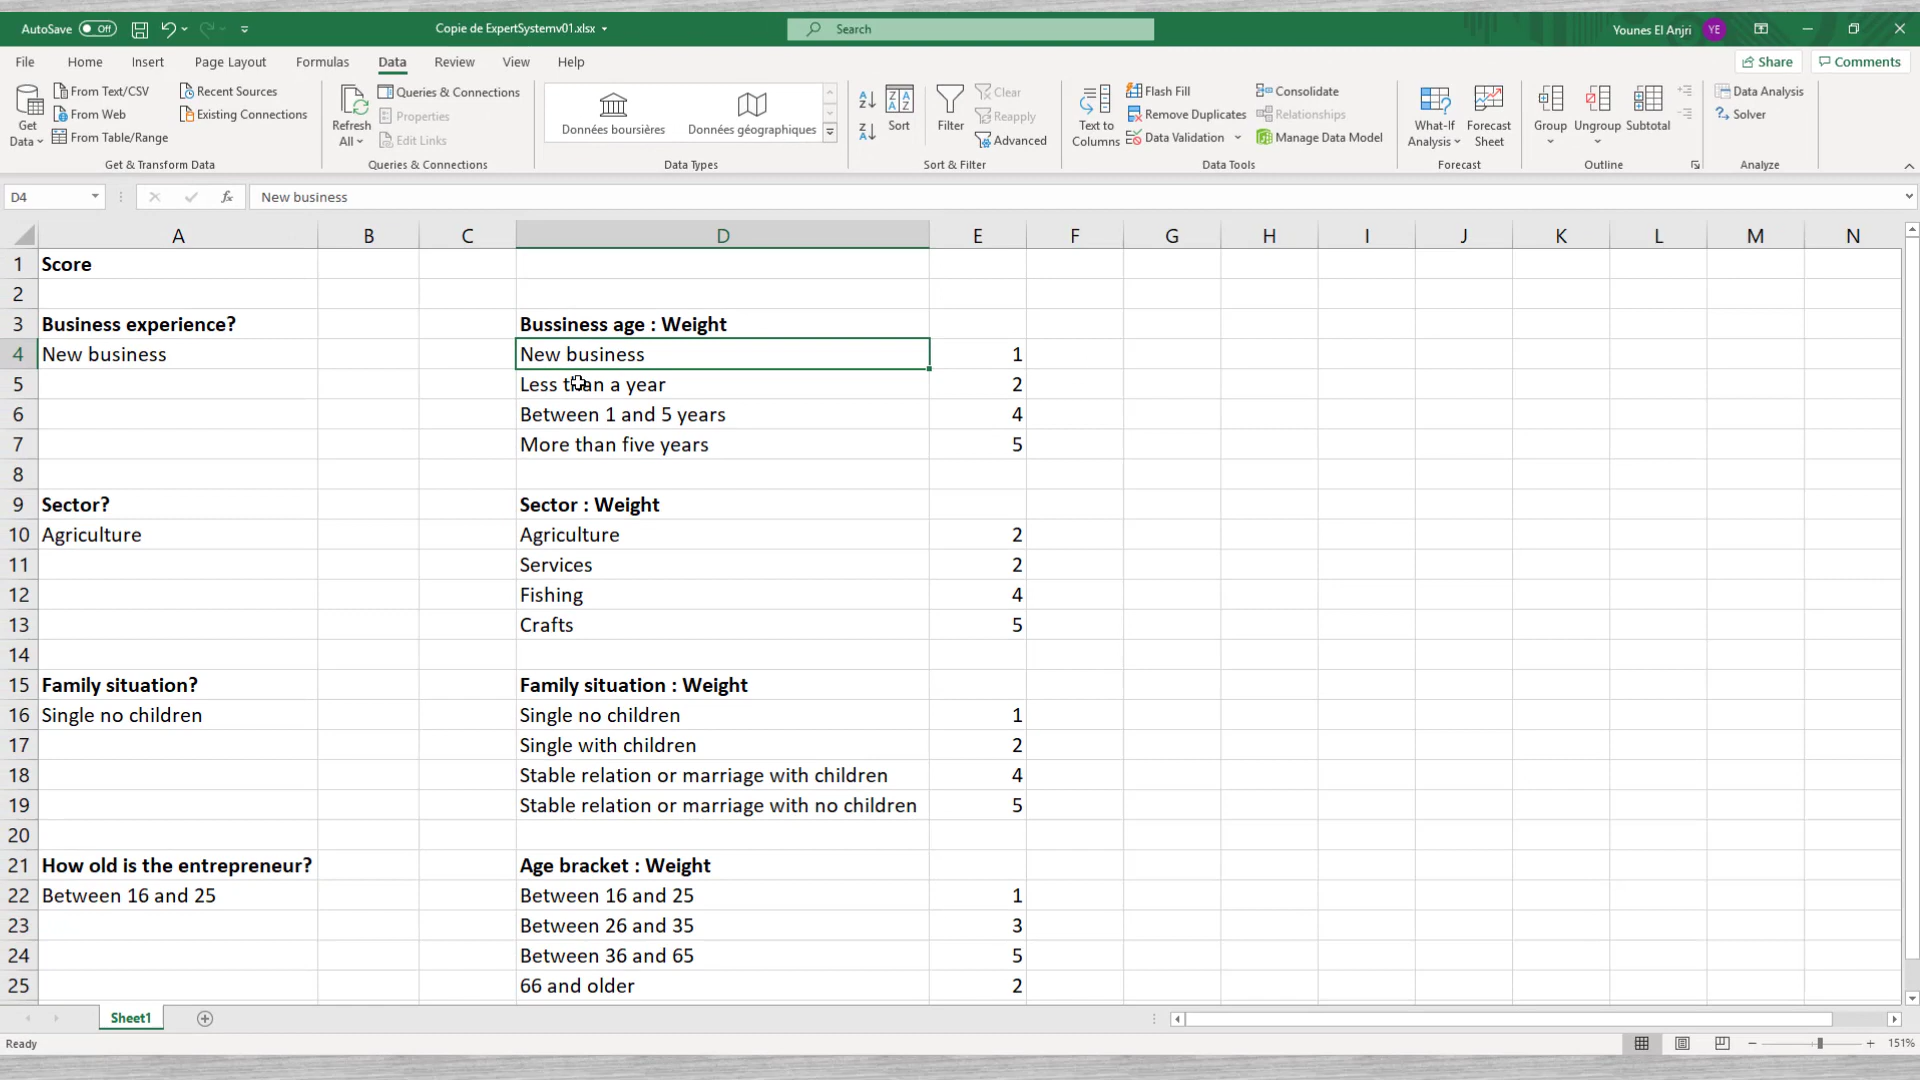 AutoSave Off Copie de ExpertSystemv01.xlsx Search Younes El Anjri YE
File Home Insert Page Layout Formulas Data Review View Help Share Comments
Get Data From Text/CSV From Web From Table/Range Recent Sources Existing Connections
Get & Transform Data
Refresh All Queries & Connections Properties Edit Links
Queries & Connections
Données boursières Données géographiques
Data Types
Sort Filter Clear Reapply Advanced
Sort & Filter
Text to Columns Flash Fill Remove Duplicates Data Validation Consolidate Relationships Manage Data Model
Data Tools
What-If Analysis Forecast Sheet
Forecast
Group Ungroup Subtotal
Outline
Data Analysis Solver
Analyze
D4 fx New business
A B C D E F G H I J K L M N
1 Score
2
3 Business experience? Bussiness age : Weight
4 New business New business 1
5 Less than a year 2
6 Between 1 and 5 years 4
7 More than five years 5
8
9 Sector? Sector : Weight
10 Agriculture Agriculture 2
11 Services 2
12 Fishing 4
13 Crafts 5
14
15 Family situation? Family situation : Weight
16 Single no children Single no children 1
17 Single with children 2
18 Stable relation or marriage with children 4
19 Stable relation or marriage with no children 5
20
21 How old is the entrepreneur? Age bracket : Weight
22 Between 16 and 25 Between 16 and 25 1
23 Between 26 and 35 3
24 Between 36 and 65 5
25 66 and older 2
Sheet1
Ready 151%